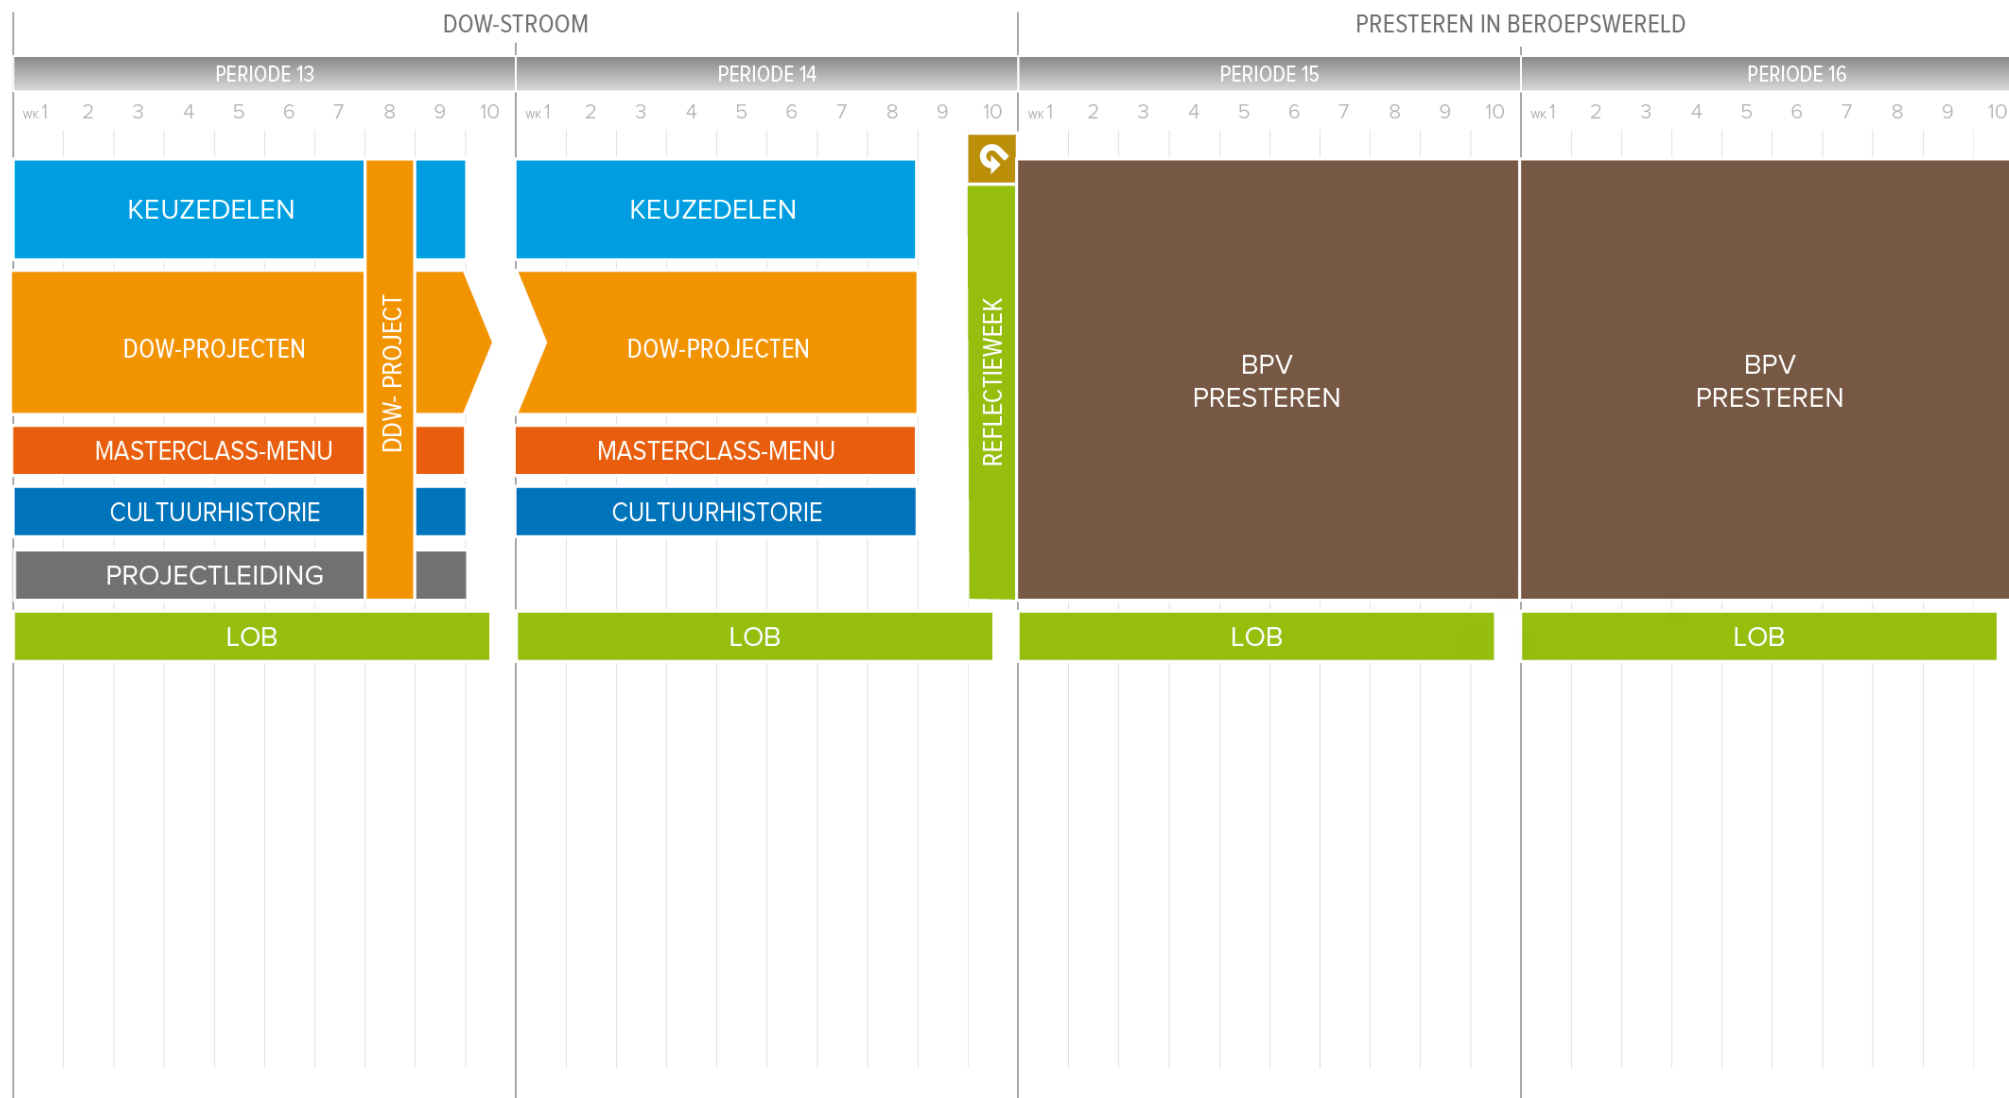 DOW-STROOM
PRESTEREN IN BEROEPSWERELD
PERIODE 13
PERIODE 14
PERIODE 15
PERIODE 16
WK 1 2 3 4 5 6 7 8 9 10
WK 1 2 3 4 5 6 7 8 9 10
WK 1 2 3 4 5 6 7 8 9 10
WK 1 2 3 4 5 6 7 8 9 10
KEUZEDELEN
DOW-PROJECTEN
MASTERCLASS-MENU
CULTUURHISTORIE
PROJECTLEIDING
DDW- PROJECT
LOB
KEUZEDELEN
DOW-PROJECTEN
MASTERCLASS-MENU
CULTUURHISTORIE
REFLECTIEWEEK
LOB
BPV
PRESTEREN
LOB
BPV
PRESTEREN
LOB